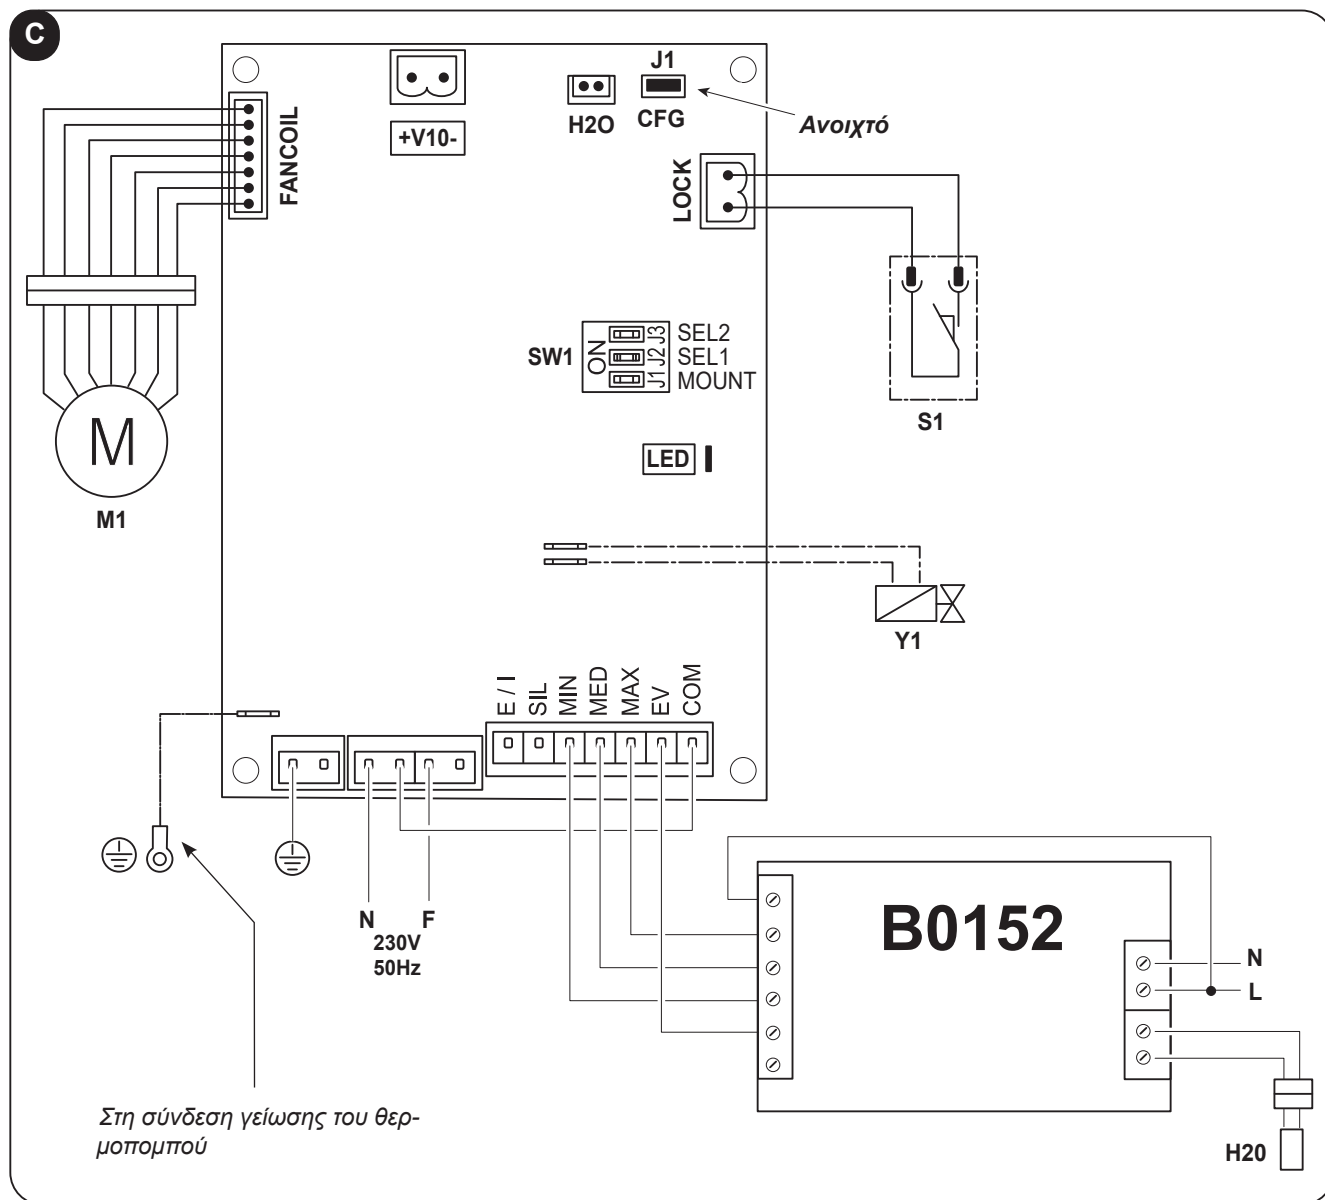 C
J1
H2O
CFG
Ανοιχτό
+V10-
FANCOIL
LOCK
SW1
ON
J3 SEL2
J2 SEL1
J1 MOUNT
S1
LED
M
M1
Y1
E / I
SIL
MIN
MED
MAX
EV
COM
N
F
230V
50Hz
B0152
N
L
Στη σύνδεση γείωσης του θερ-
μοπομπού
H20